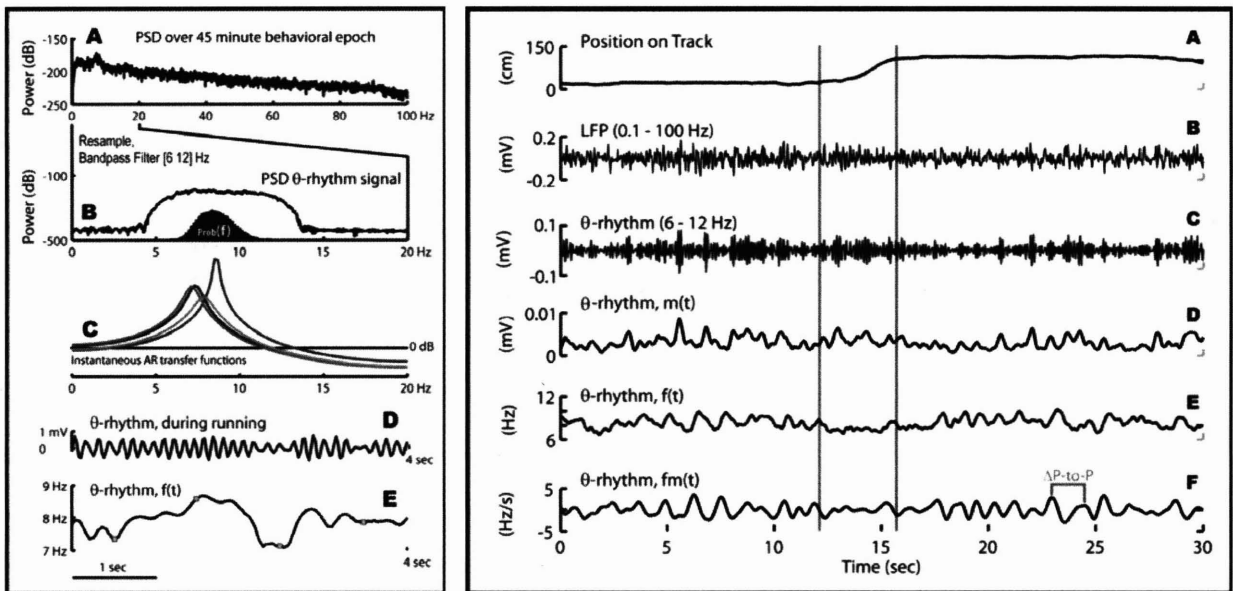 A PSD over 45 minute behavioral epoch
Power (dB)
-150
-200
-250
0 20 40 60 80 100 Hz
Resample,
Bandpass Filter [6 12] Hz
PSD θ-rhythm signal
Power (dB)
-100
B
Prob(f)
-500
0 5 10 15 20 Hz
C
0 dB
Instantaneous AR transfer functions
0 5 10 15 20 Hz
θ-rhythm, during running D
1 mV
0
4 sec
θ-rhythm, f(t) E
9 Hz
8 Hz
7 Hz
4 sec
1 sec
Position on Track A
150
(cm)
0
LFP (0.1 - 100 Hz) B
0.2
(mV)
-0.2
θ-rhythm (6 - 12 Hz) C
0.1
(mV)
-0.1
θ-rhythm, m(t) D
0.01
(mV)
0
θ-rhythm, f(t) E
12
(Hz)
6
θ-rhythm, fm(t) ΔP-to-P F
5
(Hz/s)
-5
0 5 10 15 20 25 30
Time (sec)